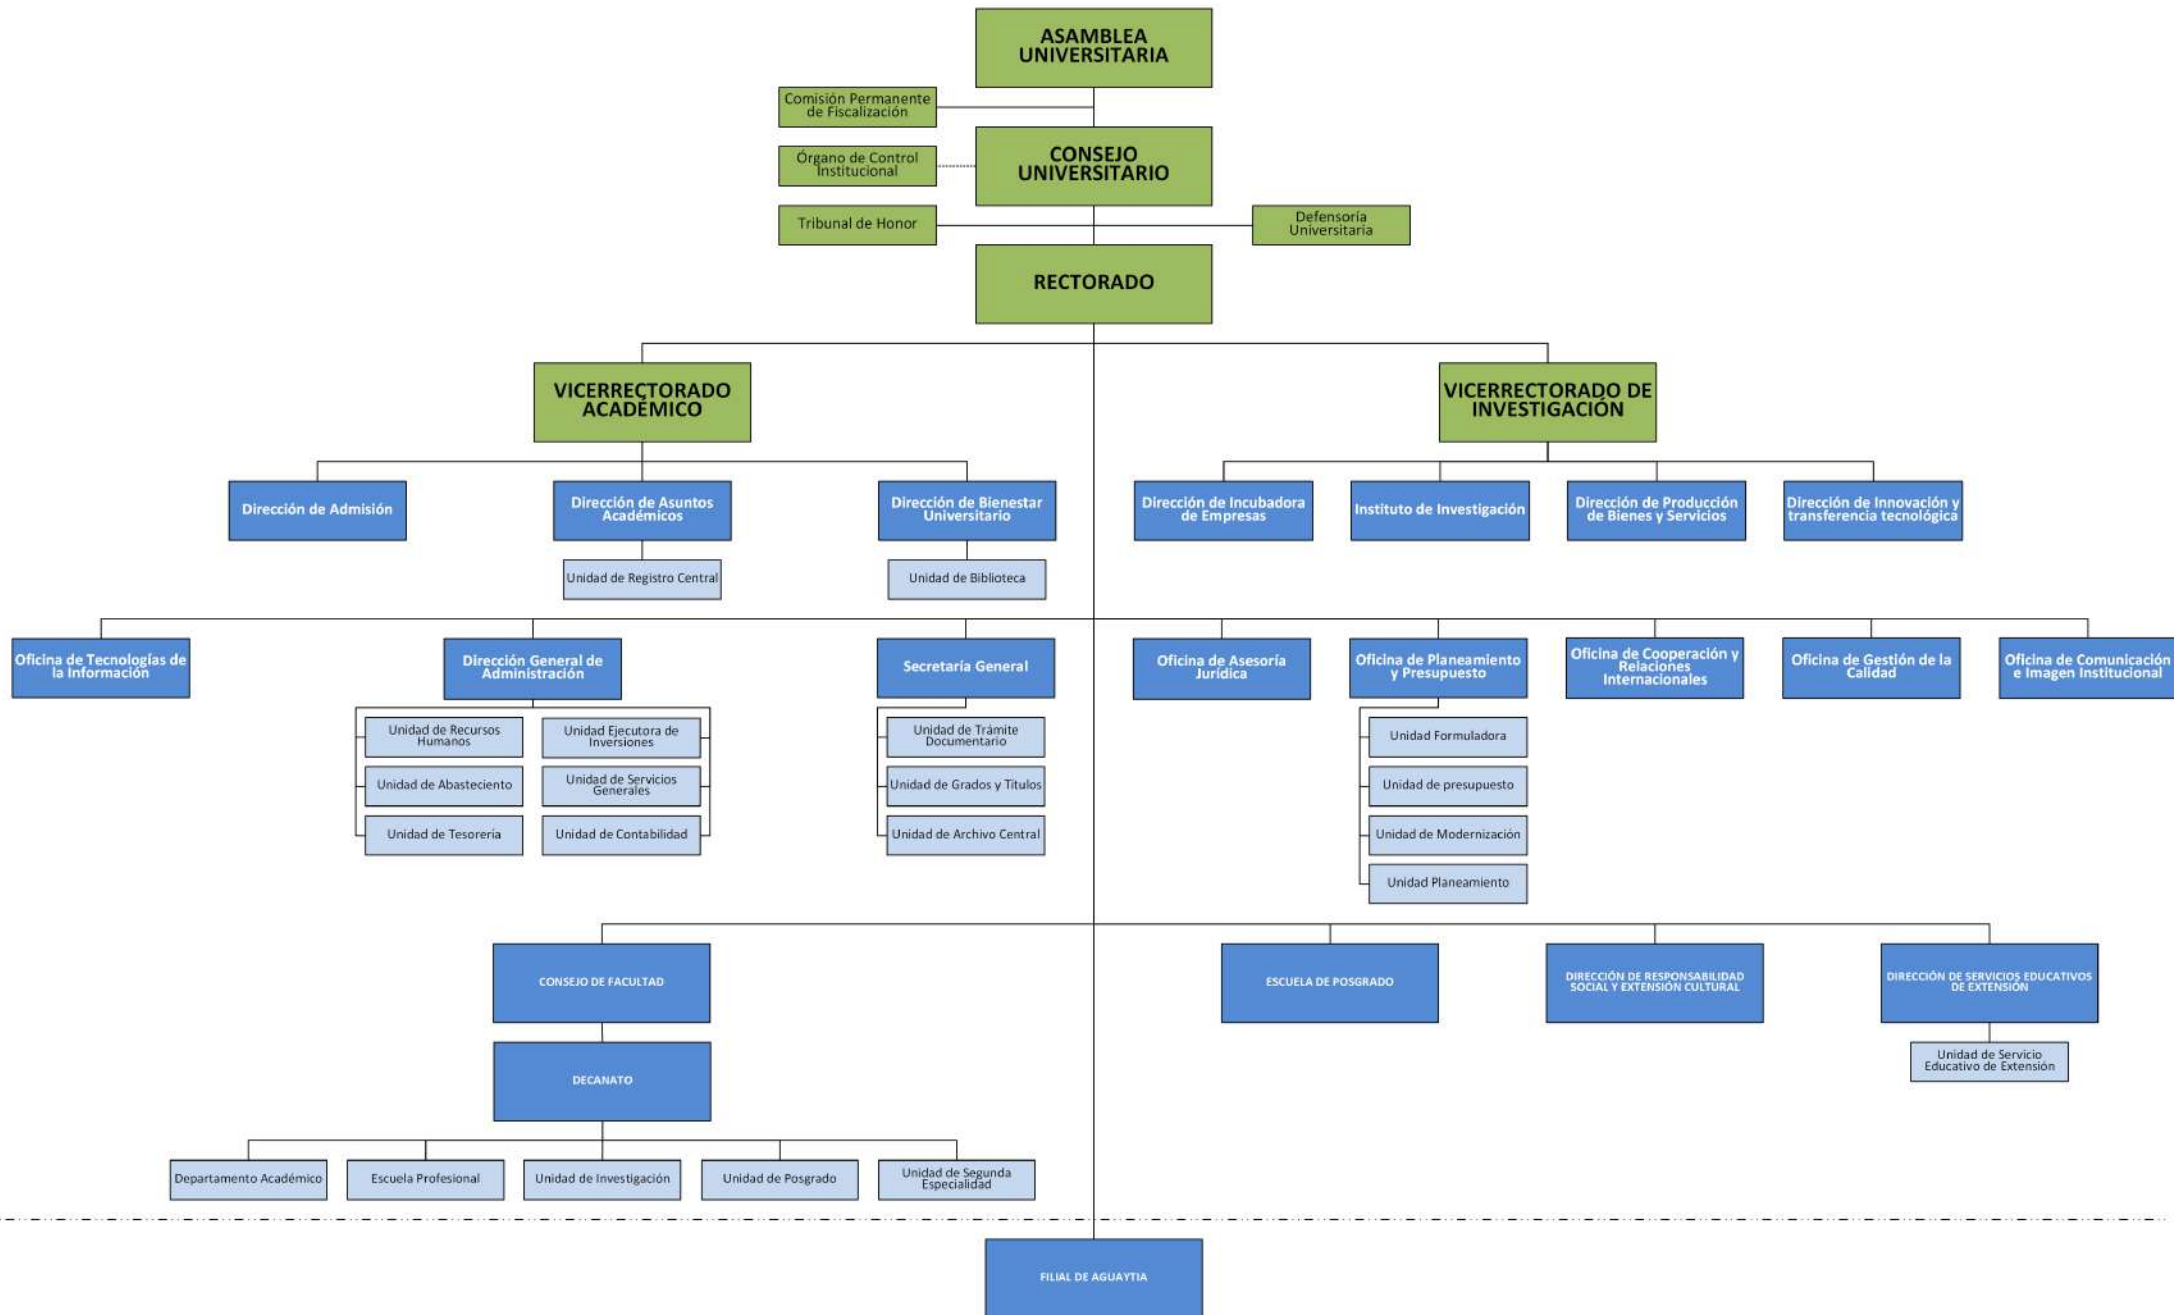 ASAMBLEA
UNIVERSITARIA
Comisión Permanente
de Fiscalización
CONSEJO
UNIVERSITARIO
Órgano de Control
Institucional
Tribunal de Honor
Defensoría
Universitaria
RECTORADO
VICERRECTORADO
ACADÉMICO
VICERRECTORADO DE
INVESTIGACIÓN
Dirección de Admisión
Dirección de Asuntos
Académicos
Dirección de Bienestar
Universitario
Dirección de Incubadora
de Empresas
Instituto de Investigación
Dirección de Producción
de Bienes y Servicios
Dirección de Innovación y
transferencia tecnológica
Unidad de Registro Central
Unidad de Biblioteca
Oficina de Tecnologías de
la Información
Dirección General de
Administración
Secretaría General
Oficina de Asesoría
Jurídica
Oficina de Planeamiento
y Presupuesto
Oficina de Cooperación y
Relaciones
Internacionales
Oficina de Gestión de la
Calidad
Oficina de Comunicación
e Imagen Institucional
Unidad de Recursos
Humanos
Unidad Ejecutora de
Inversiones
Unidad de Trámite
Documentario
Unidad Formuladora
Unidad de Abasteciento
Unidad de Servicios
Generales
Unidad de Grados y Títulos
Unidad de presupuesto
Unidad de Tesorería
Unidad de Contabilidad
Unidad de Archivo Central
Unidad de Modernización
Unidad Planeamiento
CONSEJO DE FACULTAD
ESCUELA DE POSGRADO
DIRECCIÓN DE RESPONSABILIDAD
SOCIAL Y EXTENSIÓN CULTURAL
DIRECCIÓN DE SERVICIOS EDUCATIVOS
DE EXTENSIÓN
DECANATO
Unidad de Servicio
Educativo de Extensión
Departamento Académico
Escuela Profesional
Unidad de Investigación
Unidad de Posgrado
Unidad de Segunda
Especialidad
FILIAL DE AGUAYTIA